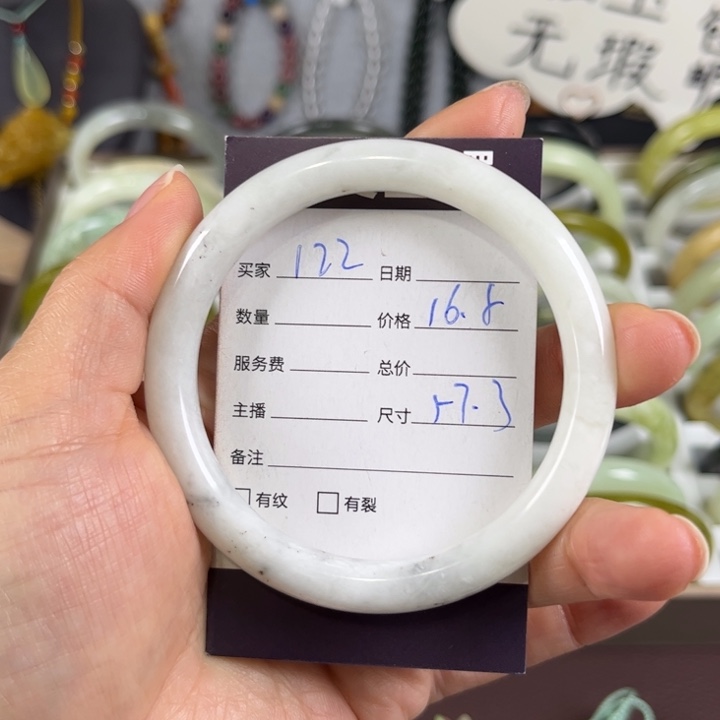 无瑕
买家 122 日期
数量 价格 16.8
服务费 总价
主播 尺寸 57.3
备注
有纹 有裂